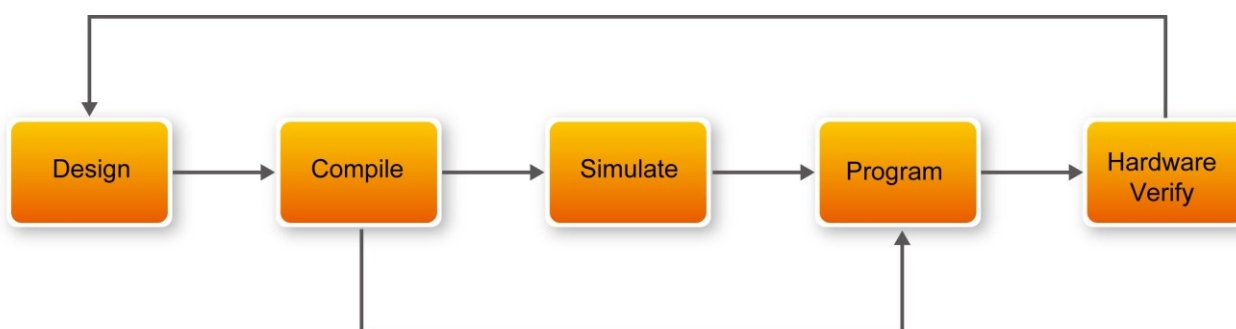 Design
Compile
Simulate
Program
Hardware
Verify